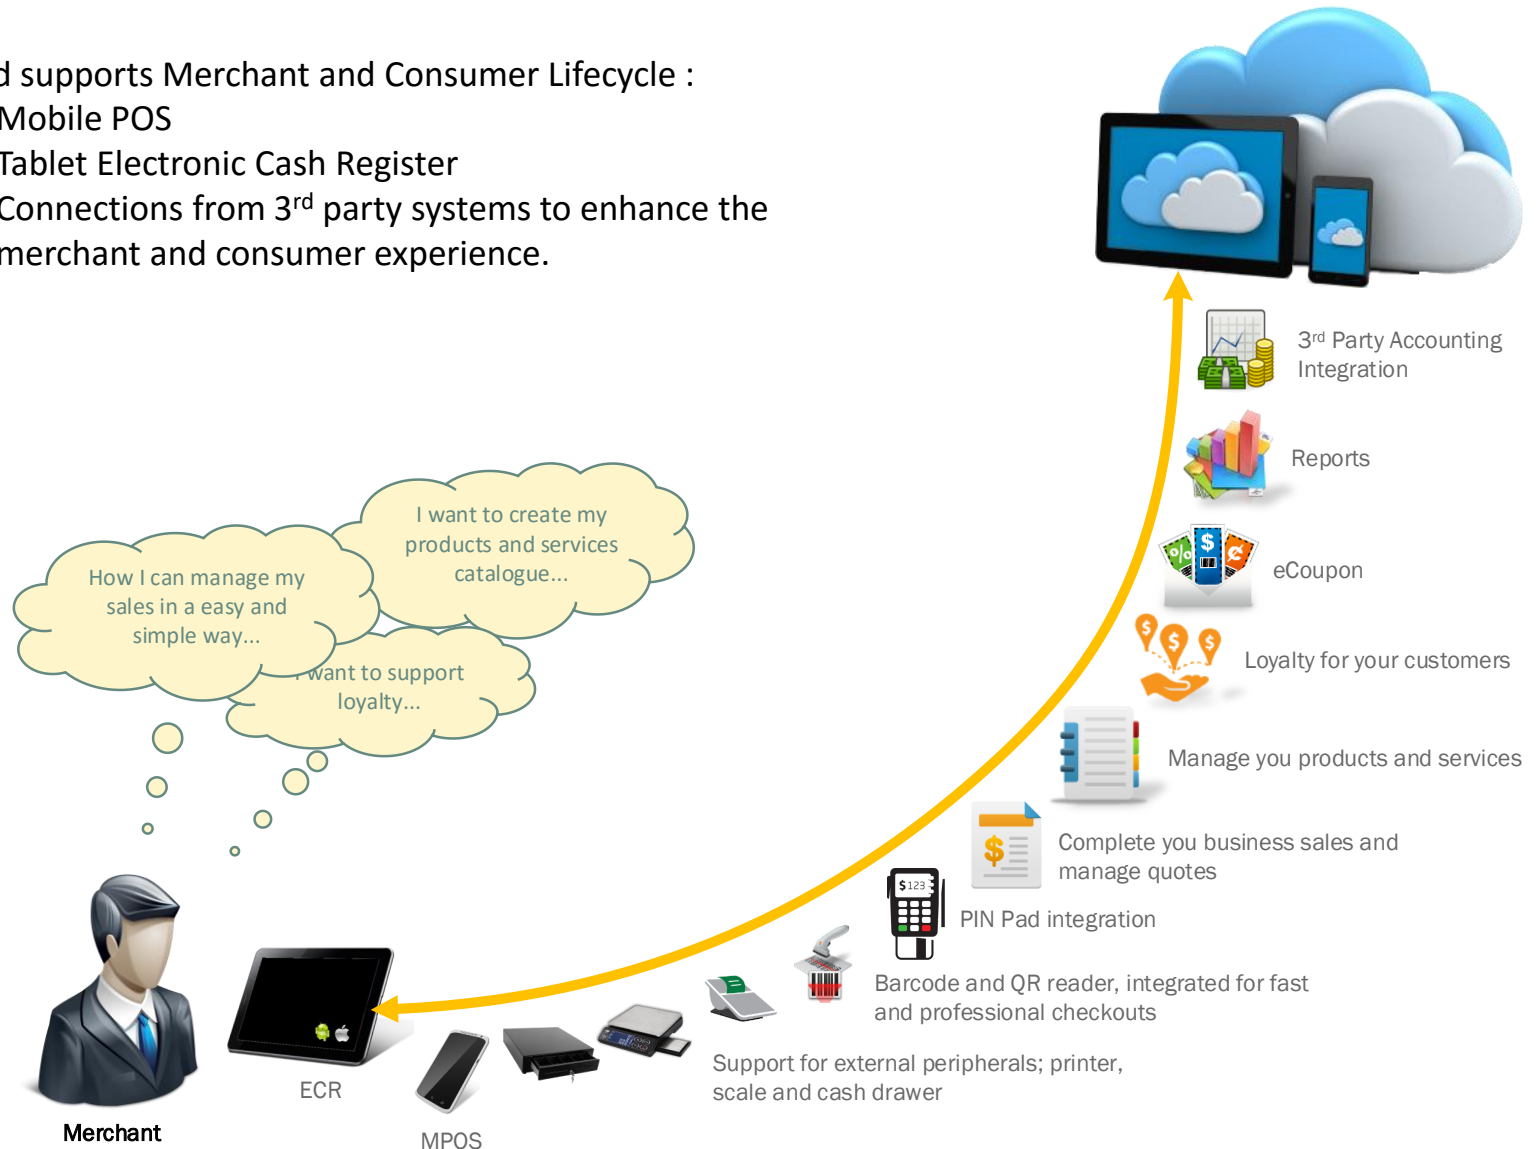 d supports Merchant and Consumer Lifecycle :
Mobile POS
Tablet Electronic Cash Register
Connections from 3rd party systems to enhance the
merchant and consumer experience.
3rd Party Accounting
Integration
Reports
eCoupon
Loyalty for your customers
Manage you products and services
Complete you business sales and
manage quotes
$123
PIN Pad integration
Barcode and QR reader, integrated for fast
and professional checkouts
Support for external peripherals; printer,
scale and cash drawer
I want to create my
products and services
catalogue...
How I can manage my
sales in a easy and
simple way...
want to support
loyalty...
ECR
MPOS
Merchant